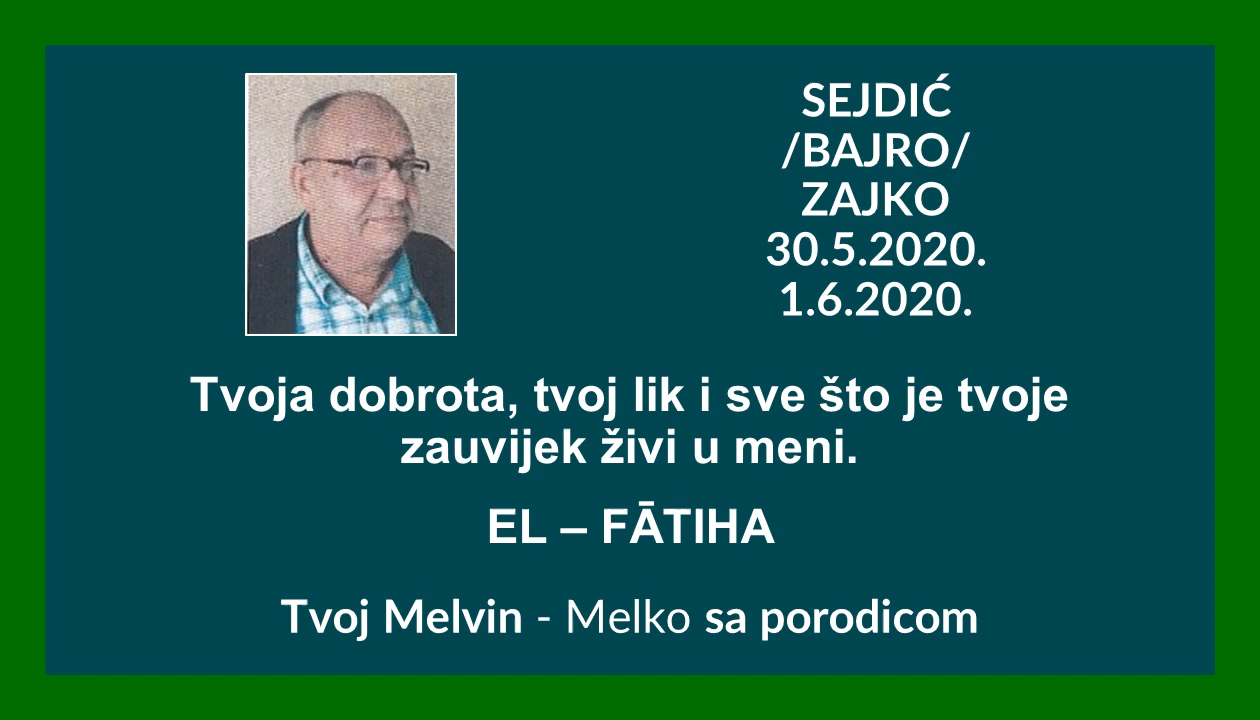 SEJDIĆ
/BAJRO/
ZAJKO
30.5.2020.
1.6.2020.
Tvoja dobrota, tvoj lik i sve što je tvoje
zauvijek živi u meni.
EL – FĀTIHA
Tvoj Melvin - Melko sa porodicom